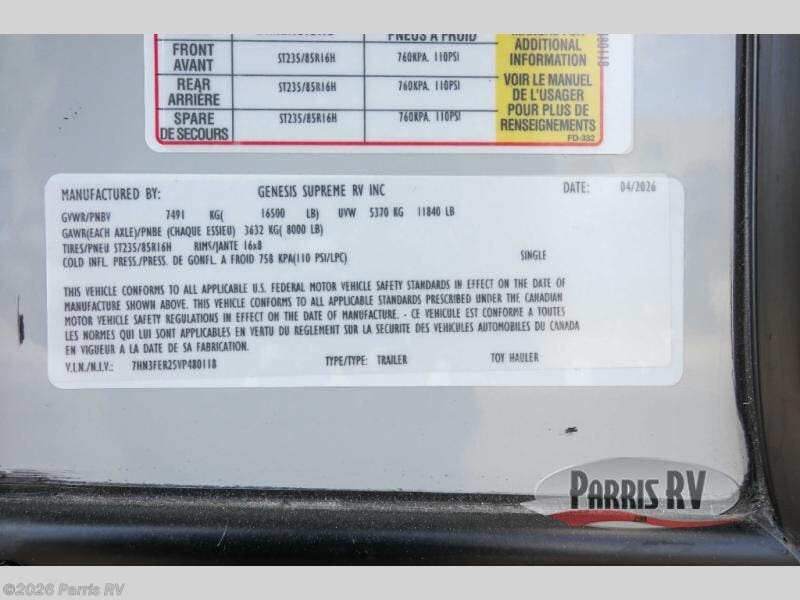 PNEUS À FROID
FRONT
AVANT
ST235/85R16H
760KPA. 110PSI
REAR
ARRIÈRE
ST235/85R16H
760KPA. 110PSI
SPARE
DE SECOURS
ST235/85R16H
760KPA. 110PSI
ADDITIONAL
INFORMATION
VOIR LE MANUEL
DE L'USAGER
POUR PLUS DE
RENSEIGNEMENTS
FD-332
MANUFACTURED BY: GENESIS SUPREME RV INC DATE: 04/2026
GVWR/PNBV 7491 KG( 16500 LB) UVW 5370 KG 11840 LB
GAWR(EACH AXLE)/PNBE (CHAQUE ESSIEU) 3632 KG( 8000 LB)
TIRES/PNEU ST235/85R16H RIMS/JANTE 16x8
COLD INFL. PRESS/PRESS. DE GONFL. A FROID 758 KPA(110 PSI/LPC) SINGLE
THIS VEHICLE CONFORMS TO ALL APPLICABLE U.S. FEDERAL MOTOR VEHICLE SAFETY STANDARDS IN EFFECT ON THE DATE OF
MANUFACTURE SHOWN ABOVE. THIS VEHICLE CONFORMS TO ALL APPLICABLE STANDARDS PRESCRIBED UNDER THE CANADIAN
MOTOR VEHICLE SAFETY REGULATIONS IN EFFECT ON THE DATE OF MANUFACTURE. - CE VEHICULE EST CONFORME A TOUTES
LES NORMES QUI LUI SONT APPLICABLES EN VERTU DU REGLEMENT SUR LA SECURITE DES VEHICULES AUTOMOBILES DU CANADA
EN VIGUEUR A LA DATE DE SA FABRICATION.
V.I.N./N.I.V.: 7HN3FER25VP480118 TYPE/TYPE: TRAILER TOY HAULER
PARRIS RV
.com
©2026 Parris RV